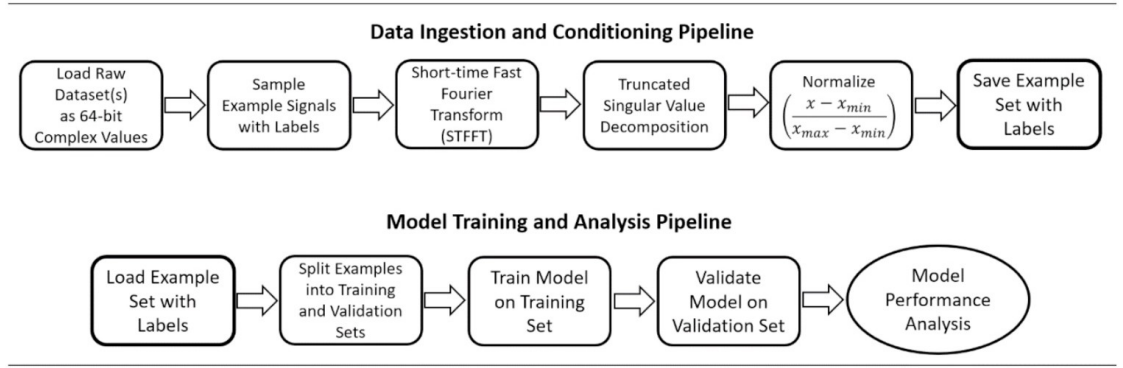 Data Ingestion and Conditioning Pipeline
Load Raw
Dataset(s)
as 64-bit
Complex Values
Sample
Example Signals
with Labels
Short-time Fast
Fourier
Transform
(STFFT)
Truncated
Singular Value
Decomposition
Normalize
(x − xmin / xmax − xmin)
Save Example
Set with
Labels
Model Training and Analysis Pipeline
Load Example
Set with
Labels
Split Examples
into Training
and Validation
Sets
Train Model
on Training
Set
Validate
Model on
Validation Set
Model
Performance
Analysis